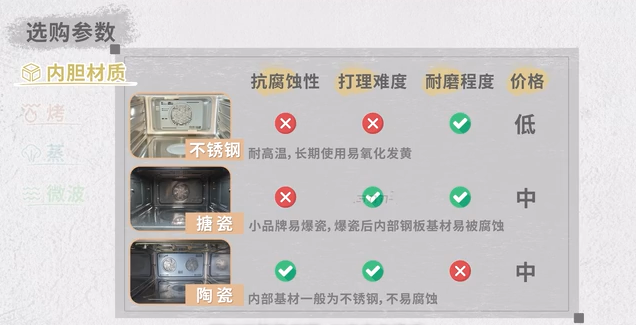 选购参数
内胆材质
烤
蒸
微波
抗腐蚀性 打理难度 耐磨程度 价格
不锈钢 低
耐高温,长期使用易氧化发黄
搪瓷 中
小品牌易爆瓷,爆瓷后内部钢板基材易被腐蚀
陶瓷 中
内部基材一般为不锈钢,不易腐蚀